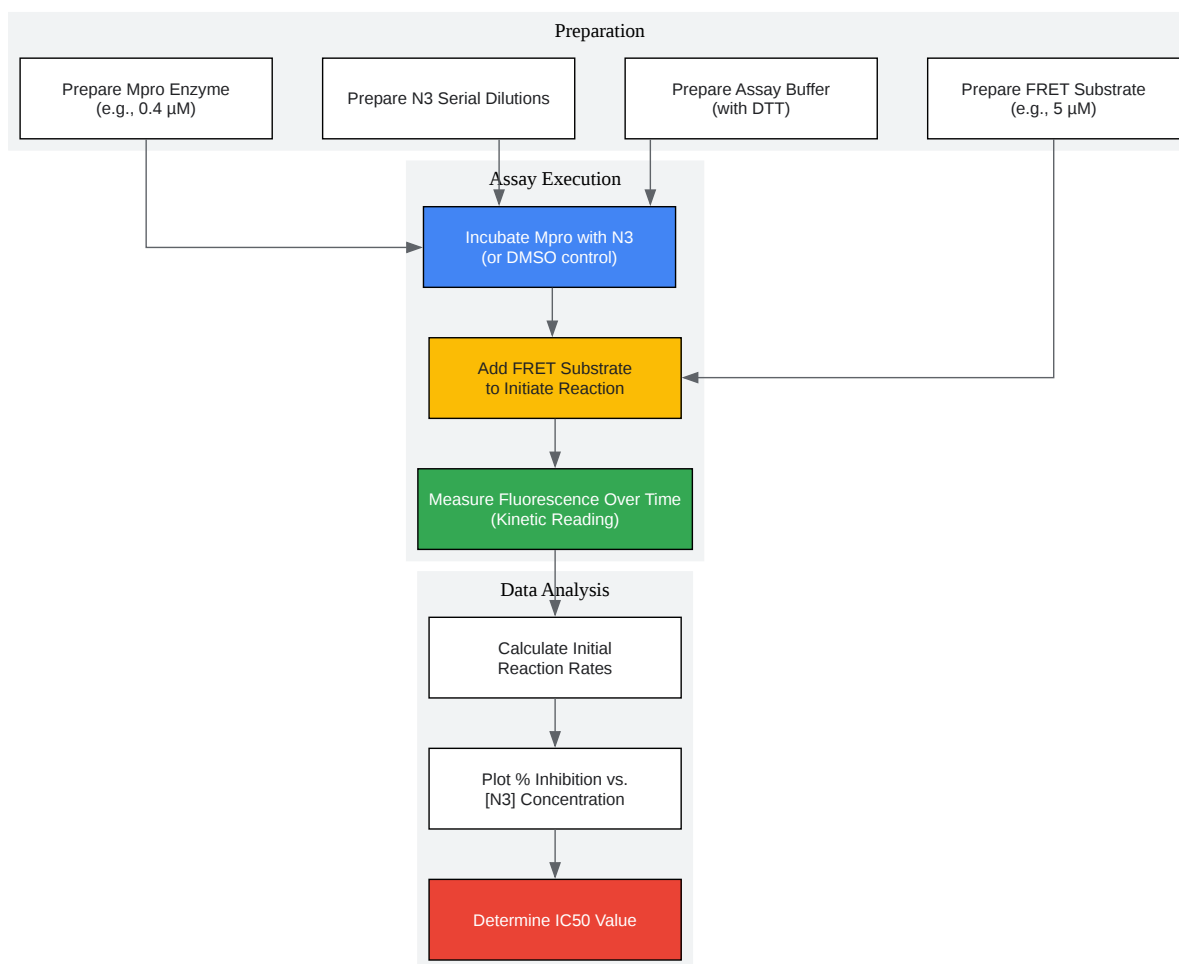 Preparation
Prepare Mpro Enzyme
(e.g., 0.4 µM)
Prepare N3 Serial Dilutions
Prepare Assay Buffer
(with DTT)
Prepare FRET Substrate
(e.g., 5 µM)
Assay Execution
Incubate Mpro with N3
(or DMSO control)
Add FRET Substrate
to Initiate Reaction
Measure Fluorescence Over Time
(Kinetic Reading)
Data Analysis
Calculate Initial
Reaction Rates
Plot % Inhibition vs.
[N3] Concentration
Determine IC50 Value